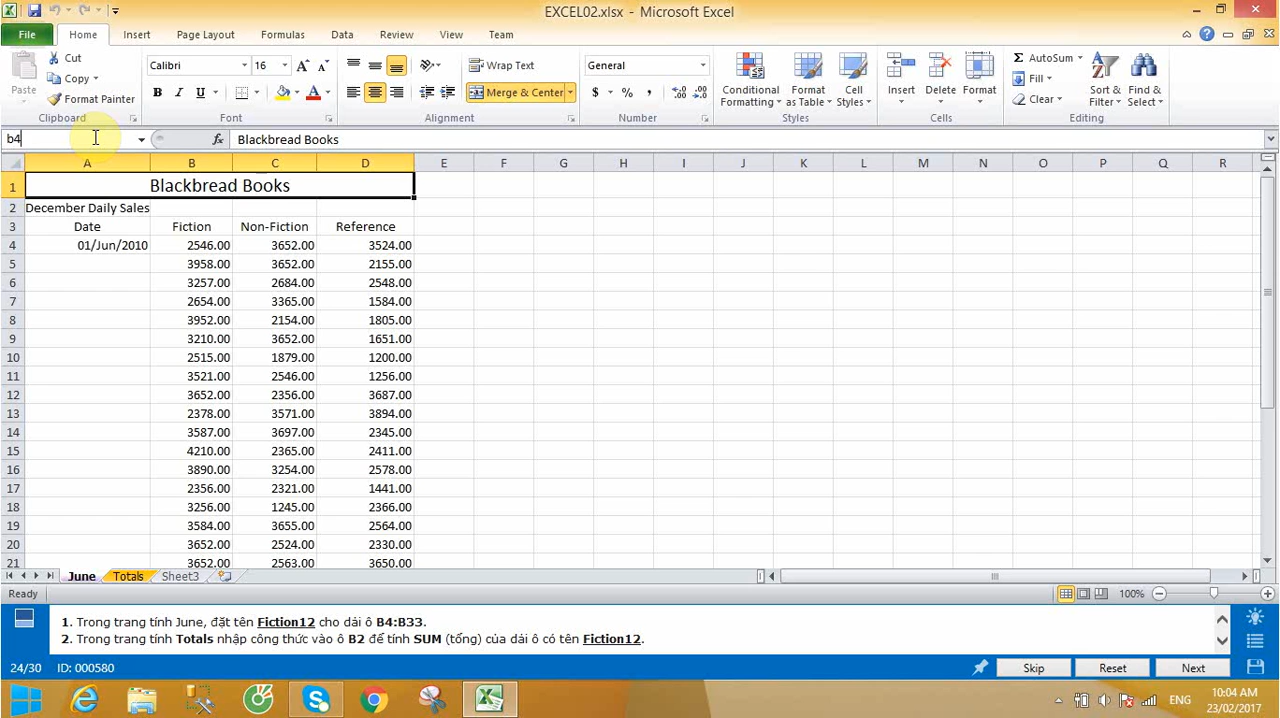 EXCEL02.xlsx - Microsoft Excel
File Home Insert Page Layout Formulas Data Review View Team
Paste Cut Copy Format Painter Clipboard
Calibri 16 B I U A Font
Wrap Text Merge & Center Alignment
General $ % , Number
Conditional Formatting Format as Table Cell Styles Styles
Insert Delete Format Cells
AutoSum Fill Clear Sort & Filter Find & Select Editing
b4 fx Blackbread Books
A B C D E F G H I J K L M N O P Q R
1 Blackbread Books
2 December Daily Sales
3 Date Fiction Non-Fiction Reference
4 01/Jun/2010 2546.00 3652.00 3524.00
5 3958.00 3652.00 2155.00
6 3257.00 2684.00 2548.00
7 2654.00 3365.00 1584.00
8 3952.00 2154.00 1805.00
9 3210.00 3652.00 1651.00
10 2515.00 1879.00 1200.00
11 3521.00 2546.00 1256.00
12 3652.00 2356.00 3687.00
13 2378.00 3571.00 3894.00
14 3587.00 3697.00 2345.00
15 4210.00 2365.00 2411.00
16 3890.00 3254.00 2578.00
17 2356.00 2321.00 1441.00
18 3256.00 1245.00 2366.00
19 3584.00 3655.00 2564.00
20 3652.00 2524.00 2330.00
21 3652.00 2563.00 3650.00
June Totals Sheet3
Ready 100%
1. Trong trang tính June, đặt tên Fiction12 cho dải ô B4:B33.
2. Trong trang tính Totals nhập công thức vào ô B2 để tính SUM (tổng) của dải ô có tên Fiction12.
24/30 ID: 000580 Skip Reset Next
ENG 10:04 AM
23/02/2017